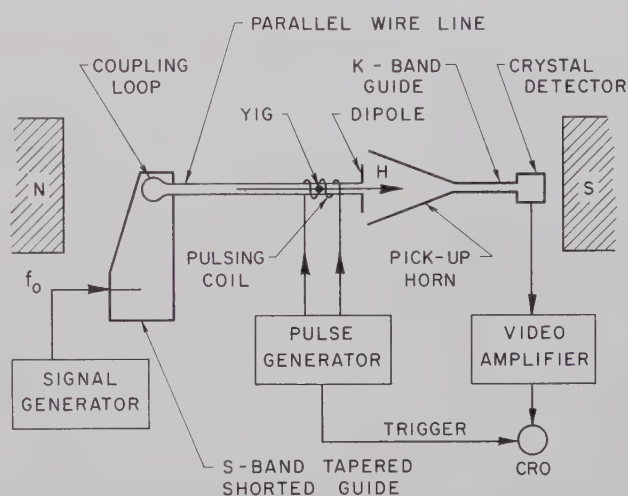 PARALLEL WIRE LINE
COUPLING
LOOP
K-BAND
GUIDE
CRYSTAL
DETECTOR
YIG
DIPOLE
N
H
S
PULSING
COIL
PICK-UP
HORN
fo
SIGNAL
GENERATOR
PULSE
GENERATOR
VIDEO
AMPLIFIER
TRIGGER
CRO
S-BAND TAPERED
SHORTED GUIDE